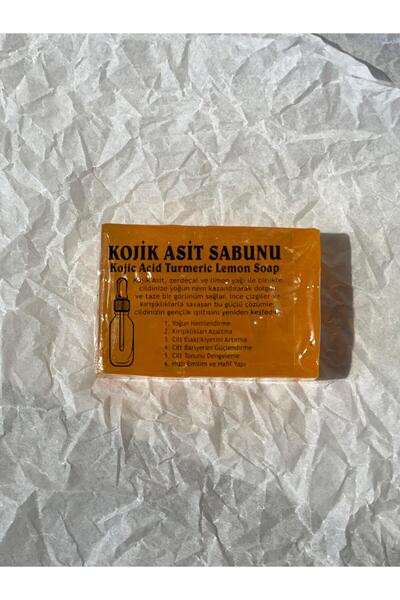 KOJİK ASİT SABUNU
Kojic Acid Turmeric Lemon Soap
Kojik Asit, zerdeçal ve limon yağı ile birlikte
cildinize yoğun nem kazandırarak dolgun
ve taze bir görünüm sağlar. İnce çizgiler ve
kırışıklıklarla savaşan bu güçlü çözümle,
cildinizin gençlik ışıltısını yeniden keşfedin.
1. Yoğun Nemlendirme
2. Kırışıklıkları Azaltma
3. Cilt Elastikiyetini Artırma
4. Cilt Bariyerini Güçlendirme
5. Cilt Tonunu Dengeleme
6. Hızlı Emilim ve Hafif Yapı